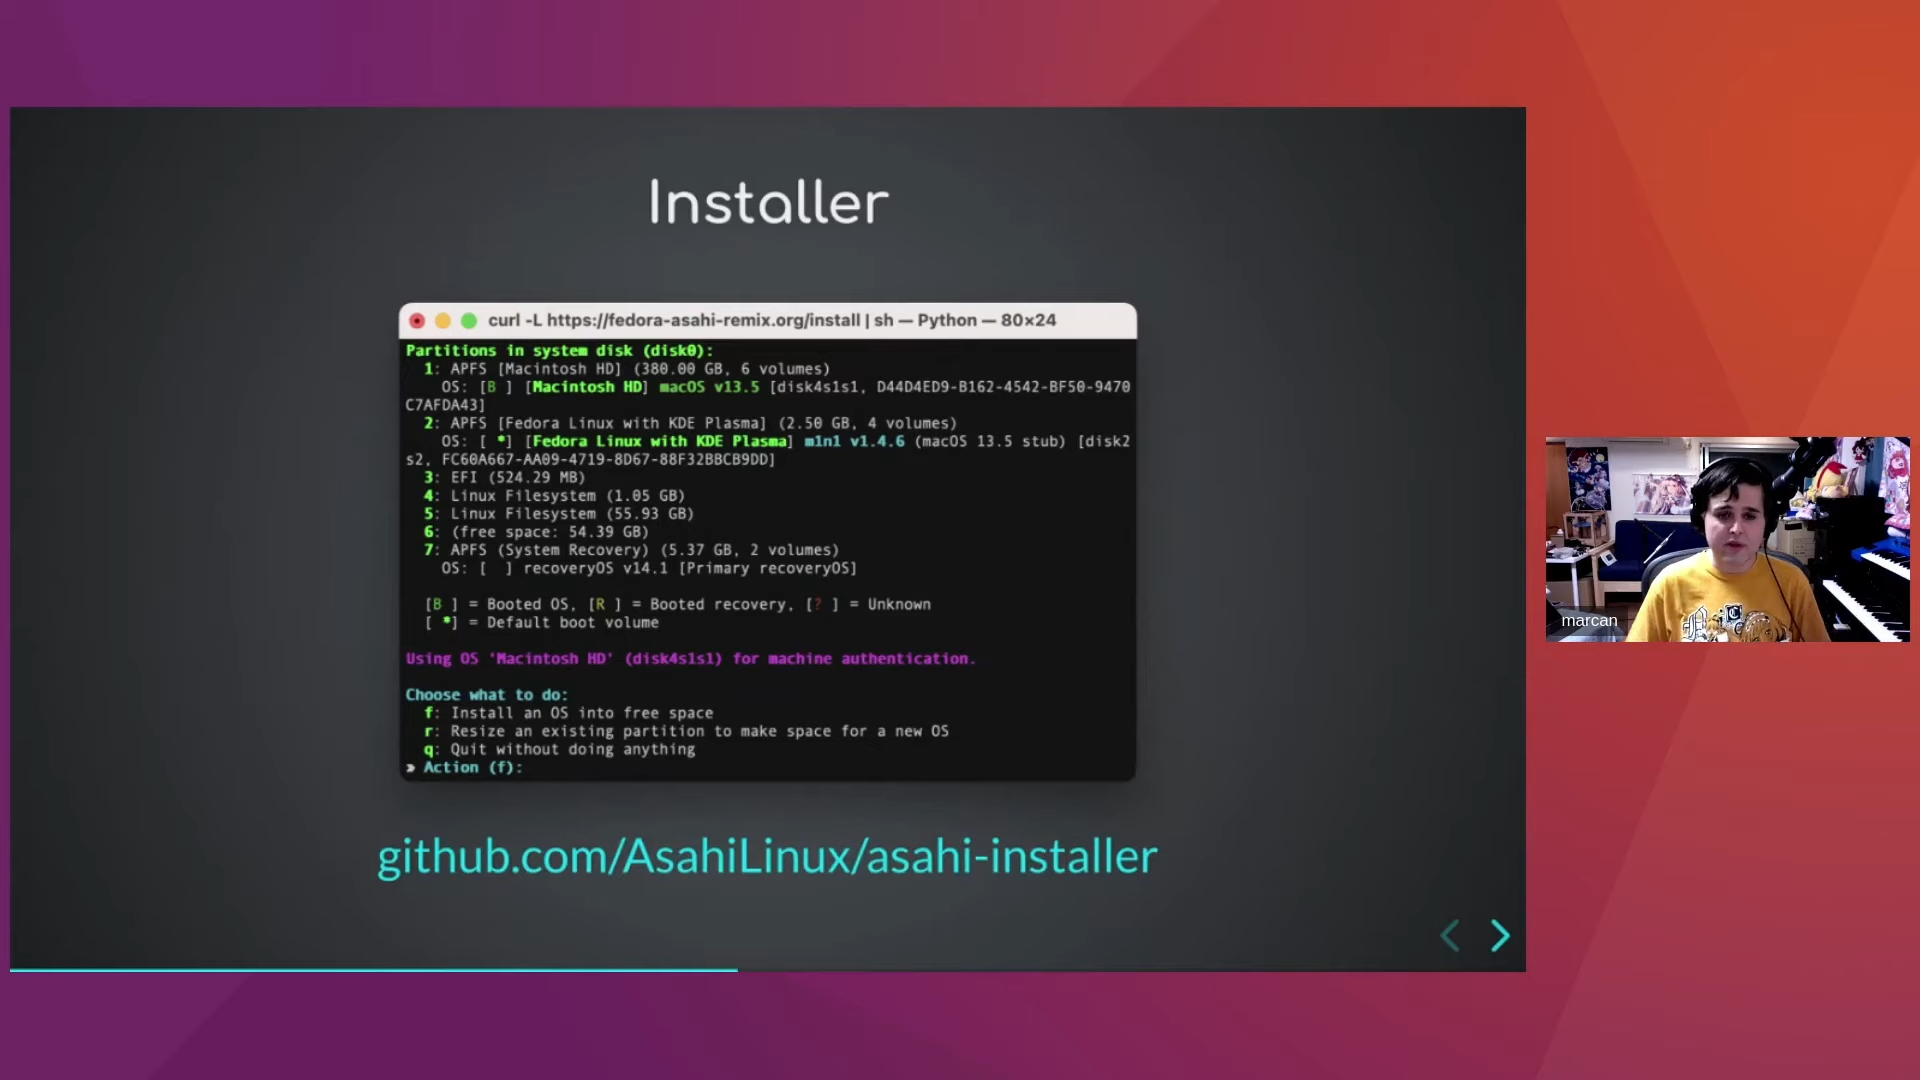 Installer
curl -L https://fedora-asahi-remix.org/install | sh — Python — 80×24
Partitions in system disk (disk0):
1: APFS [Macintosh HD] (380.00 GB, 6 volumes)
OS: [B ] [Macintosh HD] macOS v13.5 [disk4s1s1, D44D4ED9-B162-4542-BF50-9470
C7AFDA43]
2: APFS [Fedora Linux with KDE Plasma] (2.50 GB, 4 volumes)
OS: [ *] [Fedora Linux with KDE Plasma] m1n1 v1.4.6 (macOS 13.5 stub) [disk2
s2, FC60A667-AA09-4719-8D67-88F32BBCB9DD]
3: EFI (524.29 MB)
4: Linux Filesystem (1.05 GB)
5: Linux Filesystem (55.93 GB)
6: (free space: 54.39 GB)
7: APFS (System Recovery) (5.37 GB, 2 volumes)
OS: [  ] recoveryOS v14.1 [Primary recoveryOS]
[B ] = Booted OS, [R ] = Booted recovery, [? ] = Unknown
[ *] = Default boot volume
Using OS 'Macintosh HD' (disk4s1s1) for machine authentication.
Choose what to do:
f: Install an OS into free space
r: Resize an existing partition to make space for a new OS
q: Quit without doing anything
» Action (f):
github.com/AsahiLinux/asahi-installer
marcan